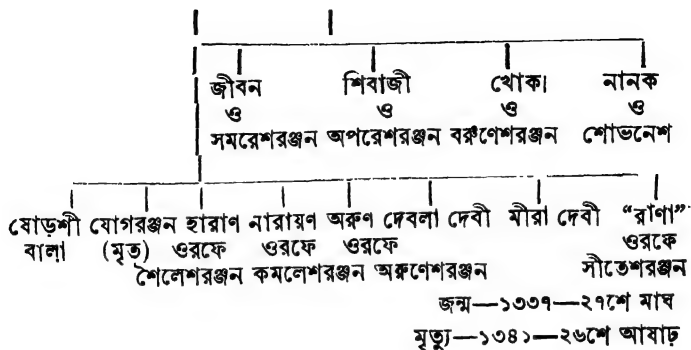 জীবন শিবাজী খোকা নানক
ও ও ও ও
সমরেশরঞ্জন অপরেশরঞ্জন বরুণেশরঞ্জন শোভনেশ
ষোড়শী যোগরঞ্জন হারাণ নারায়ণ অরুণ দেবলা দেবী মীরা দেবী “রাণা”
বালা (মৃত) ওরফে ওরফে ওরফে ওরফে
শৈলেশরঞ্জন কমলেশরঞ্জন অরুণেশরঞ্জন সীতেশরঞ্জন
জন্ম—১৩৩৭—২৭শে মাঘ
মৃত্যু—১৩৪১—২৬শে আষাঢ়